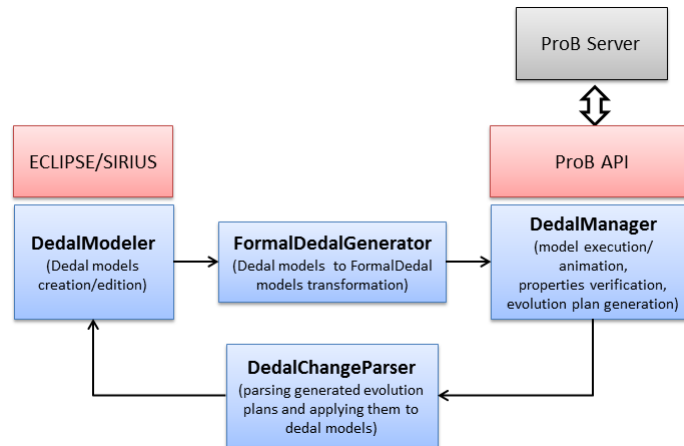 ProB Server
ECLIPSE/SIRIUS
ProB API
DedalModeler
(Dedal models
creation/edition)
FormalDedalGenerator
(Dedal models to FormalDedal
models transformation)
DedalManager
(model execution/
animation,
properties verification,
evolution plan generation)
DedalChangeParser
(parsing generated evolution
plans and applying them to
dedal models)